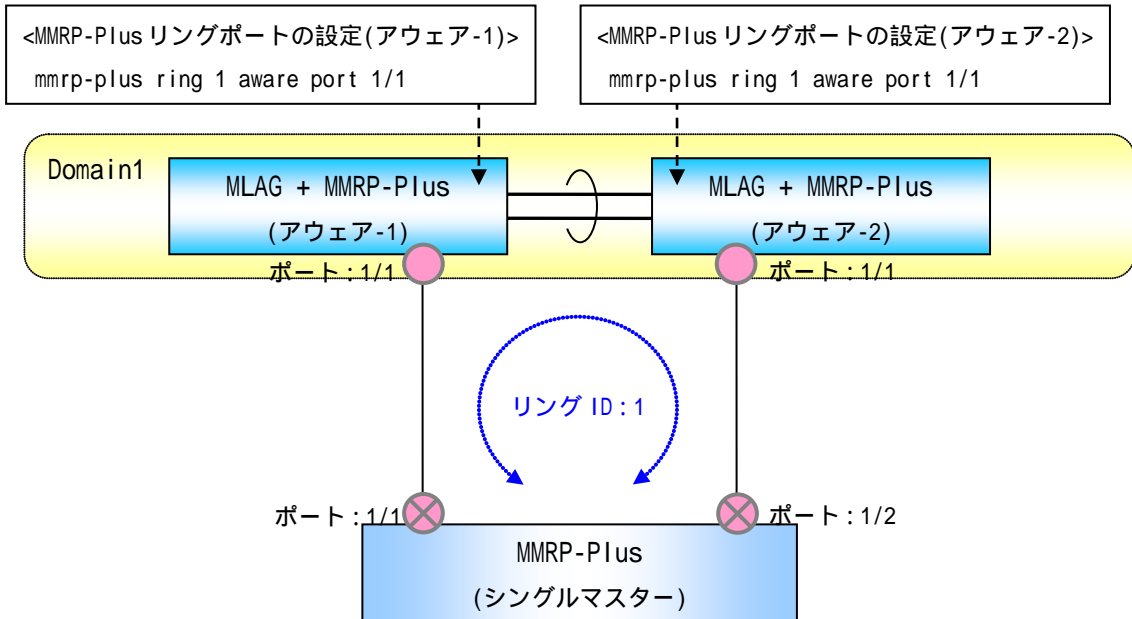 <MMRP-Plusリングポートの設定(アウェア-1)>
mmrp-plus ring 1 aware port 1/1
<MMRP-Plusリングポートの設定(アウェア-2)>
mmrp-plus ring 1 aware port 1/1
Domain1
MLAG + MMRP-Plus
(アウェア-1)
MLAG + MMRP-Plus
(アウェア-2)
ポート:1/1
ポート:1/1
リング ID:1
ポート:1/1
ポート:1/2
MMRP-Plus
(シングルマスター)